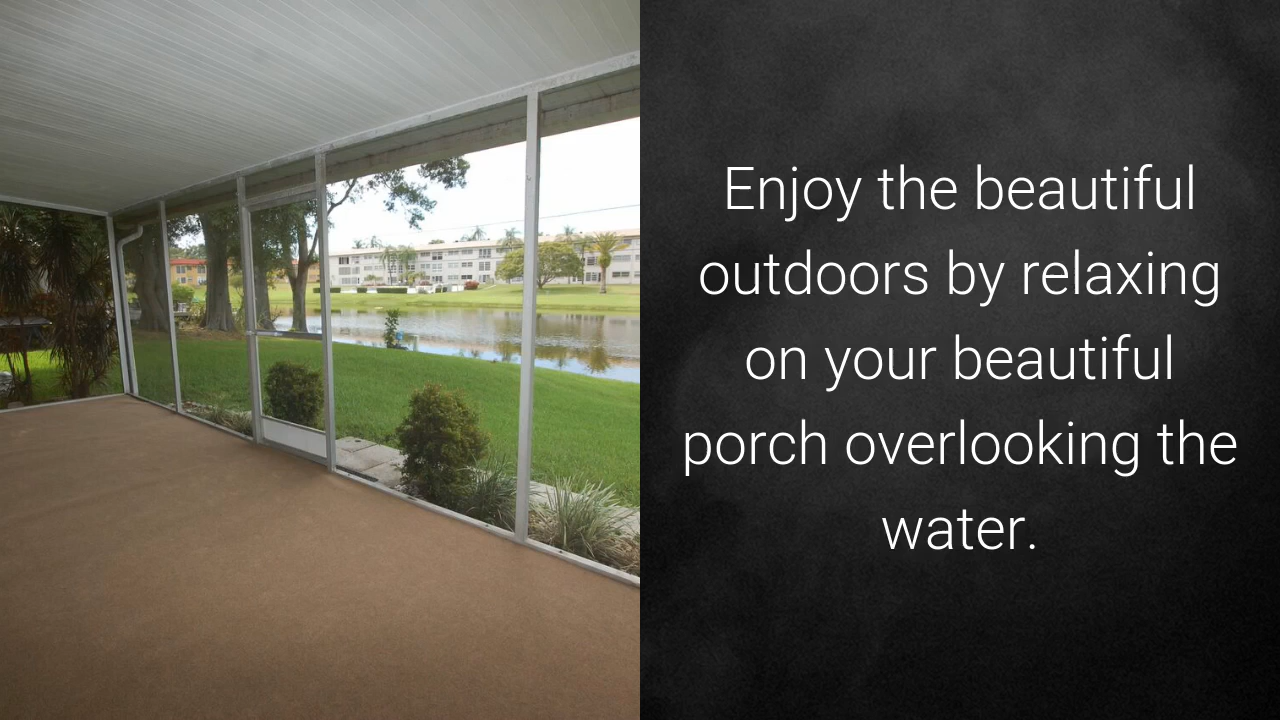 Enjoy the beautiful
outdoors by relaxing
on your beautiful
porch overlooking the
water.